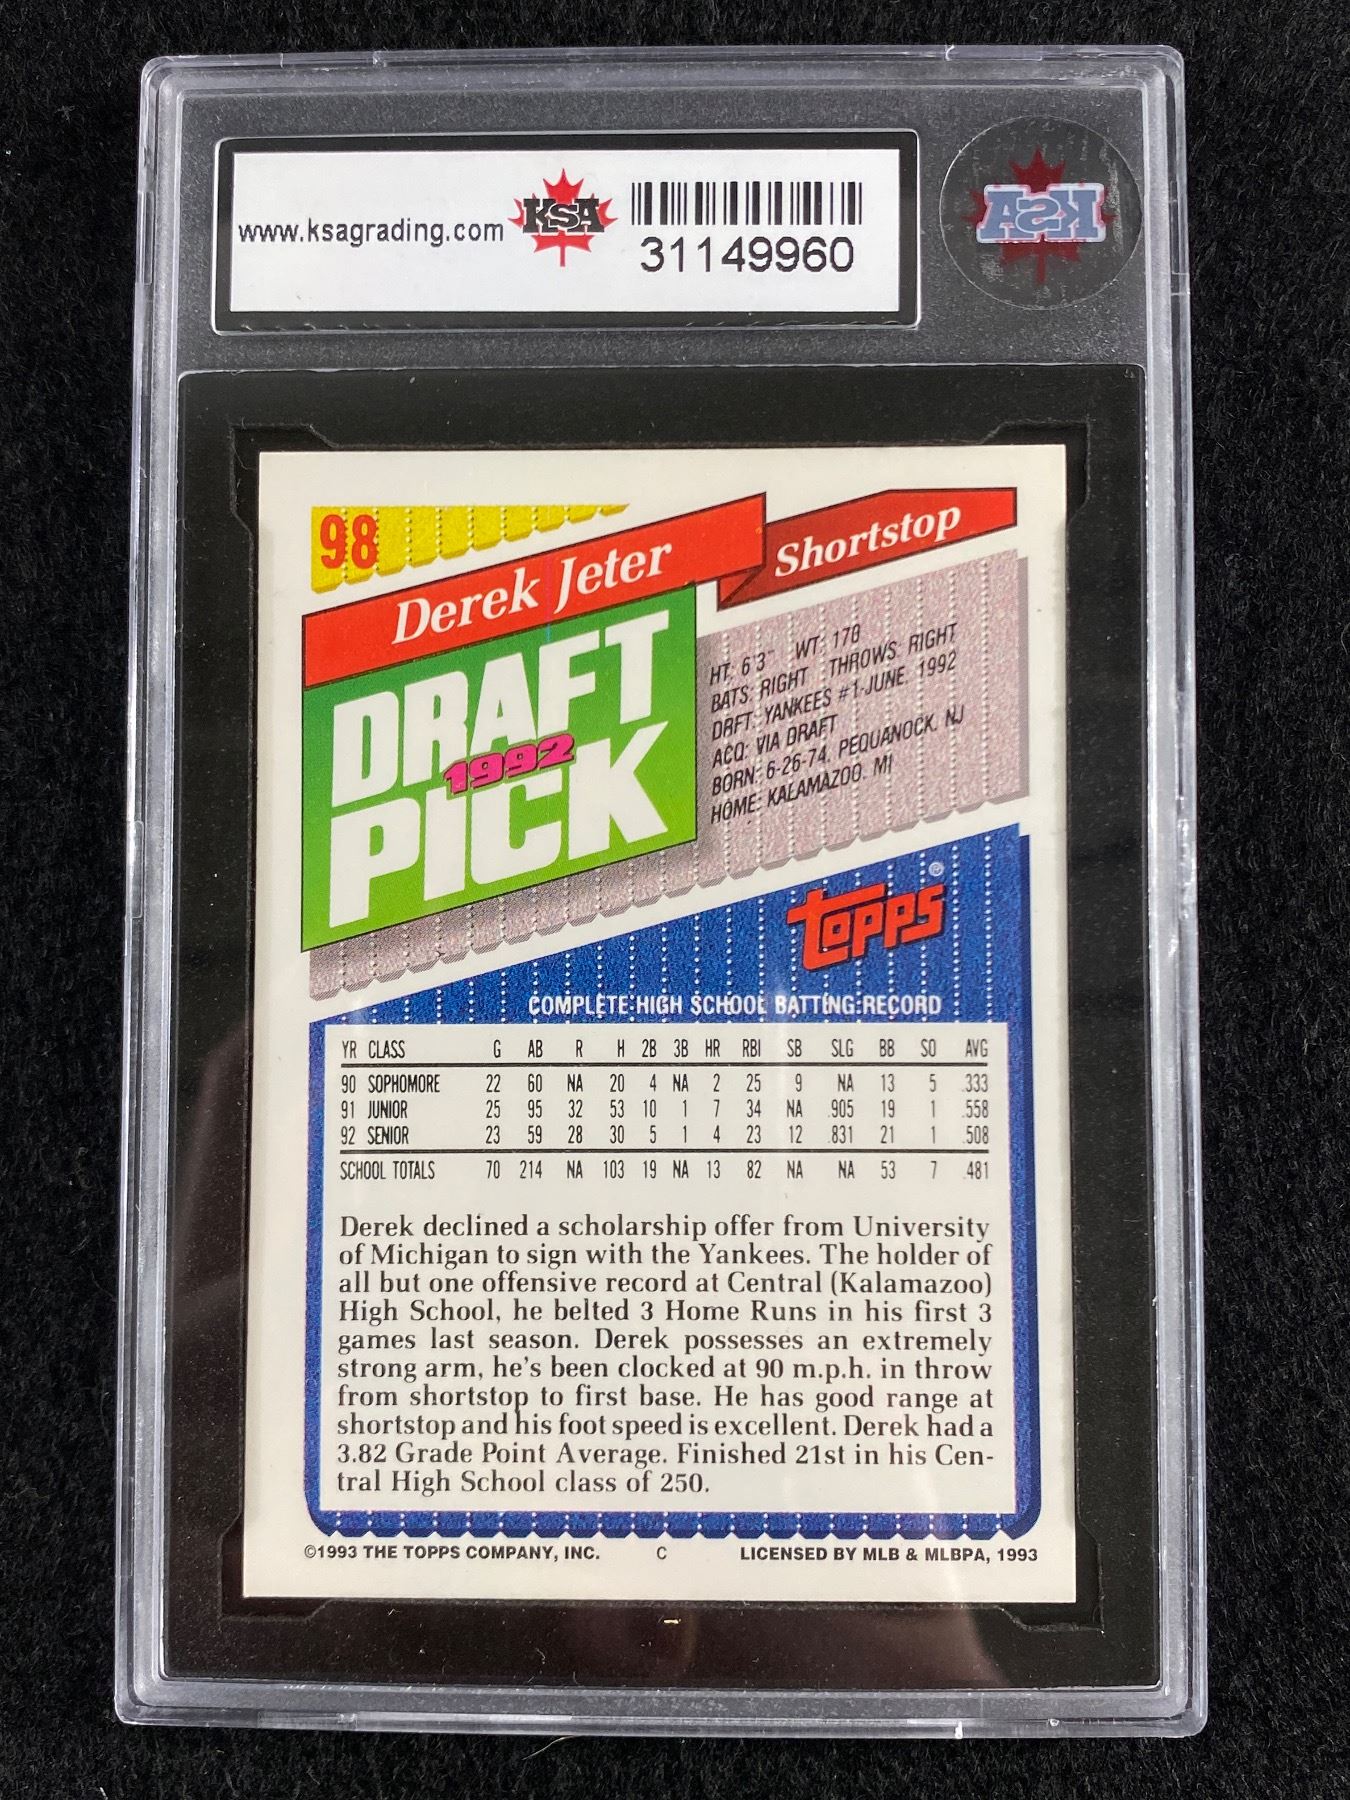 www.ksagrading.com KSA
31149960
KSA
98
Derek Jeter
Shortstop
DRAFT
1992
PICK
HT: 6'3" WT: 170
BATS: RIGHT THROWS: RIGHT
DRFT: YANKEES #1-JUNE, 1992
ACQ: VIA DRAFT
BORN: 6-26-74, PEQUANOCK, NJ
HOME: KALAMAZOO, MI
topps®
COMPLETE HIGH SCHOOL BATTING RECORD
YR CLASS G AB R H 2B 3B HR RBI SB SLG BB SO AVG
90 SOPHOMORE 22 60 NA 20 4 NA 2 25 9 NA 13 5 .333
91 JUNIOR 25 95 32 53 10 1 7 34 NA .905 19 1 .558
92 SENIOR 23 59 28 30 5 1 4 23 12 .831 21 1 .508
SCHOOL TOTALS 70 214 NA 103 19 NA 13 82 NA NA 53 7 .481
Derek declined a scholarship offer from University
of Michigan to sign with the Yankees. The holder of
all but one offensive record at Central (Kalamazoo)
High School, he belted 3 Home Runs in his first 3
games last season. Derek possesses an extremely
strong arm, he's been clocked at 90 m.p.h. in throw
from shortstop to first base. He has good range at
shortstop and his foot speed is excellent. Derek had a
3.82 Grade Point Average. Finished 21st in his Cen-
tral High School class of 250.
©1993 THE TOPPS COMPANY, INC. C LICENSED BY MLB & MLBPA, 1993